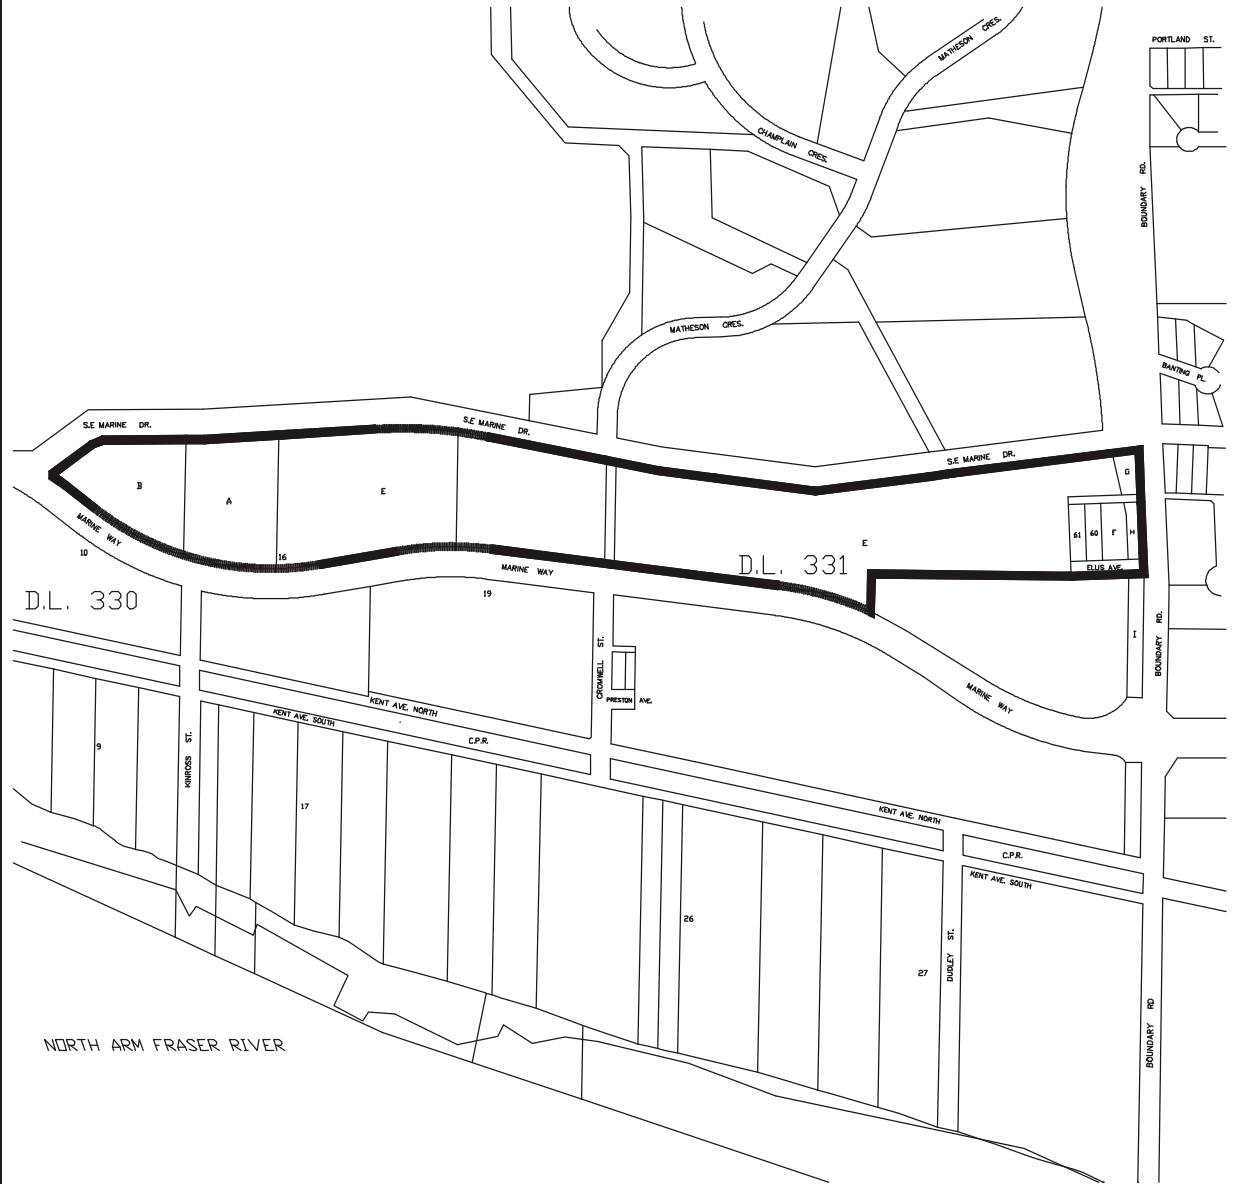 PORTLAND ST.
MATHESON CRES.
CHAMPLAIN CRES.
BOUNDARY RD.
MATHESON CRES.
BANTING PL.
S.E MARINE DR.
S.E MARINE DR.
S.E MARINE DR.
G
B
A
E
E
61
60
F
H
MARINE WAY
10
16
D.L. 331
ELLIS AVE.
MARINE WAY
D.L. 330
19
I
BOUNDARY RD.
CROMWELL ST.
PRESTON AVE.
MARINE WAY
KENT AVE. NORTH
KENT AVE. SOUTH
C.P.R.
9
KINROSS ST.
17
KENT AVE. NORTH
C.P.R.
KENT AVE. SOUTH
26
27
DUDLEY ST.
BOUNDARY RD
NORTH ARM FRASER RIVER